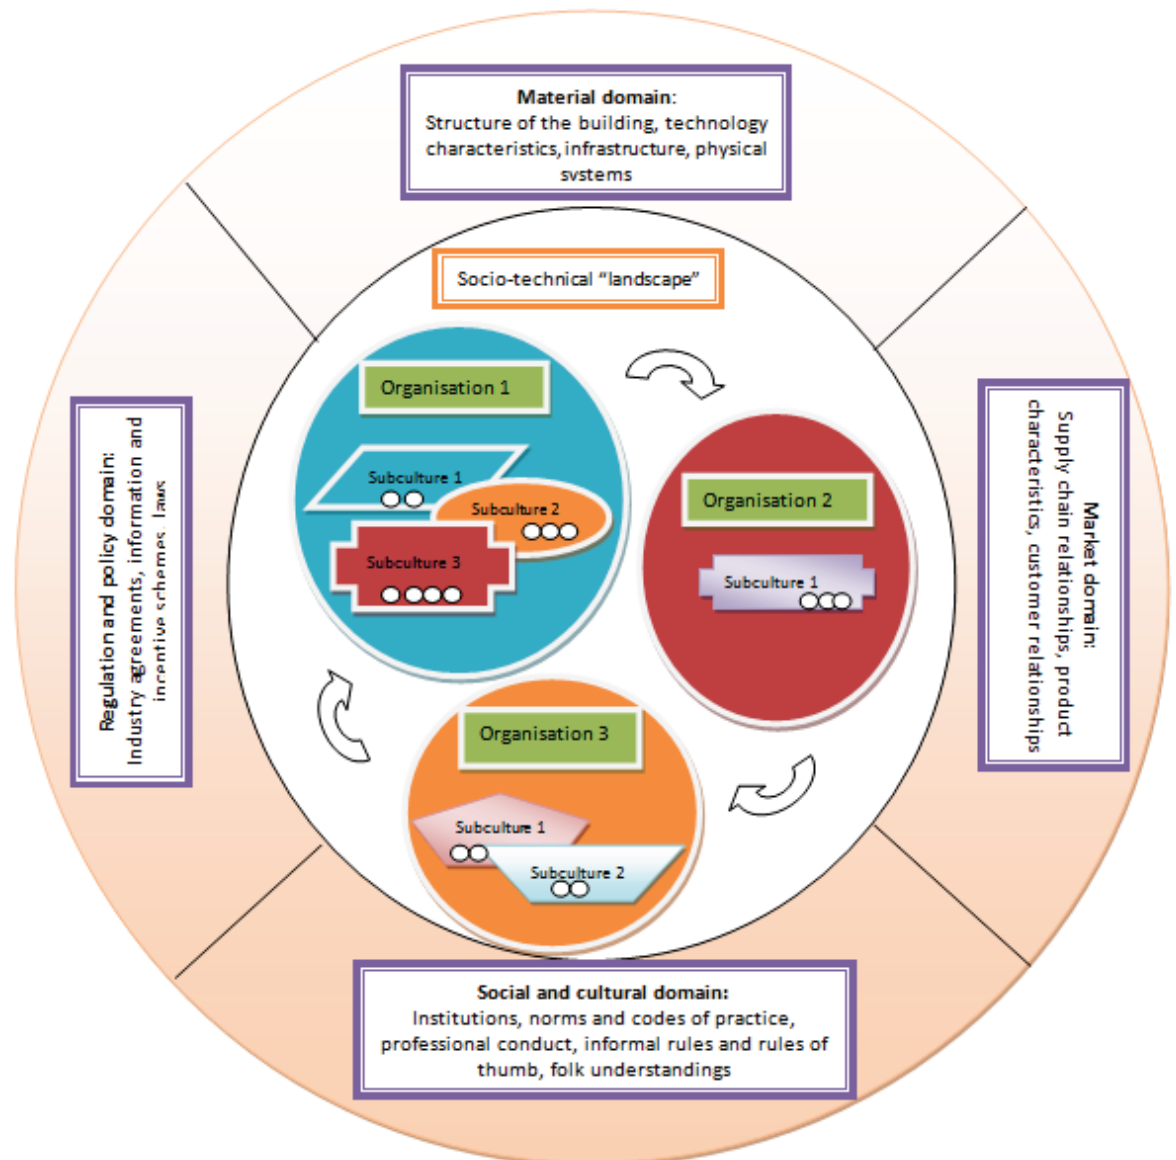 Material domain:
Structure of the building, technology
characteristics, infrastructure, physical
systems
Socio-technical “landscape”
Organisation 1
Subculture 1
Subculture 2
Subculture 3
Organisation 2
Subculture 1
Organisation 3
Subculture 1
Subculture 2
Regulation and policy domain:
Industry agreements, information and
incentive schemes, laws
Market domain:
Supply chain relationships, product
characteristics, customer relationships
Social and cultural domain:
Institutions, norms and codes of practice,
professional conduct, informal rules and rules of
thumb, folk understandings